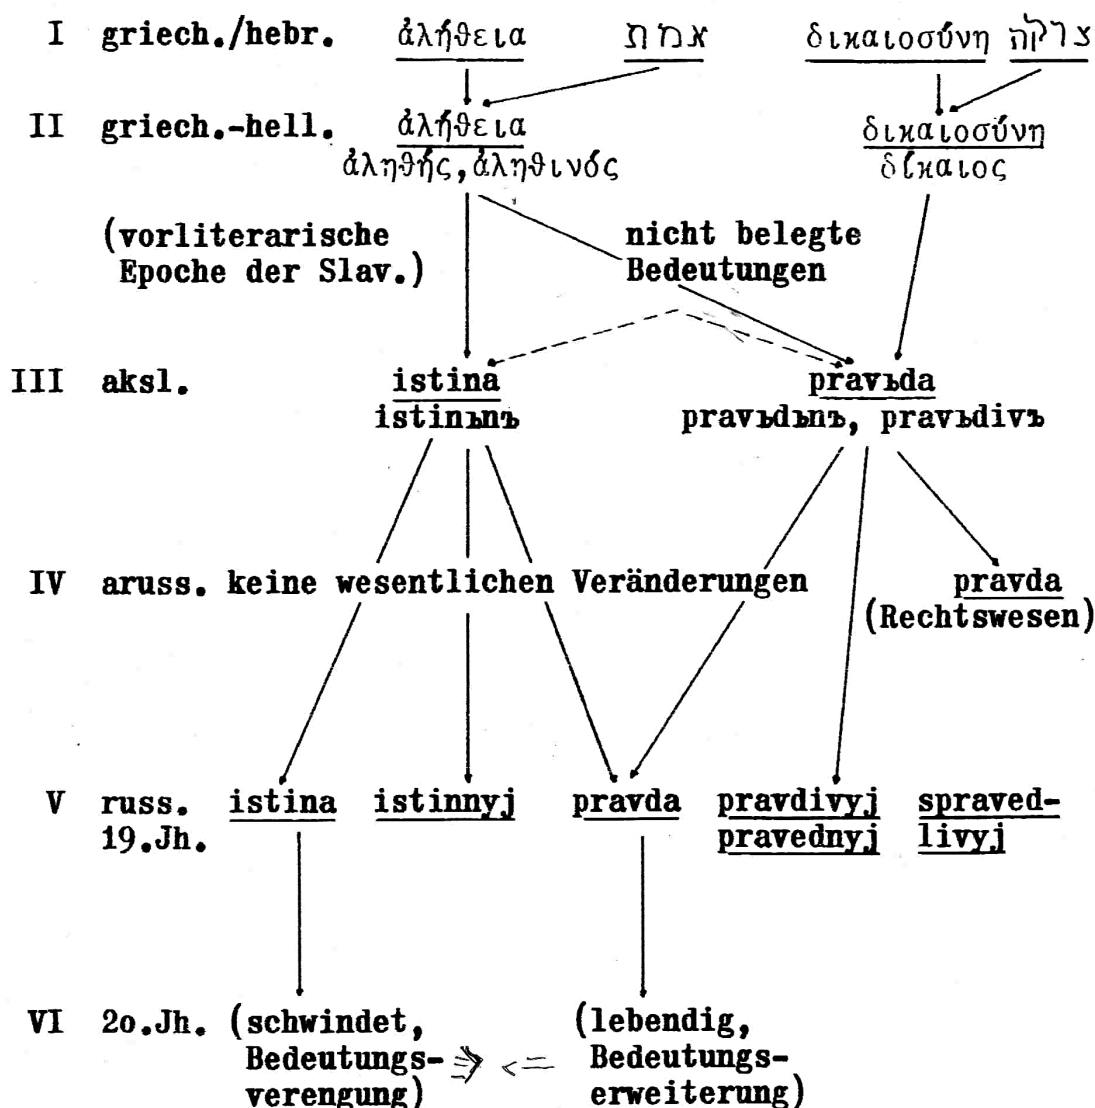 I griech./hebr. ἀλήθεια אמת δικαιοσύνη צדקה
II griech.-hell. ἀλήθεια δικαιοσύνη
ἀληθής, ἀληθινός δίκαιος
(vorliterarische nicht belegte
Epoche der Slav.) Bedeutungen
III aksl. istina pravьda
istinьnъ pravьdьnъ, pravьdivъ
IV aruss. keine wesentlichen Veränderungen pravda
(Rechtswesen)
V russ. istina istinnyj pravda pravdivyj spraved-
19.Jh. pravednyj livyj
VI 2o.Jh. (schwindet, (lebendig,
Bedeutungs- Bedeutungs-
verengung) erweiterung)